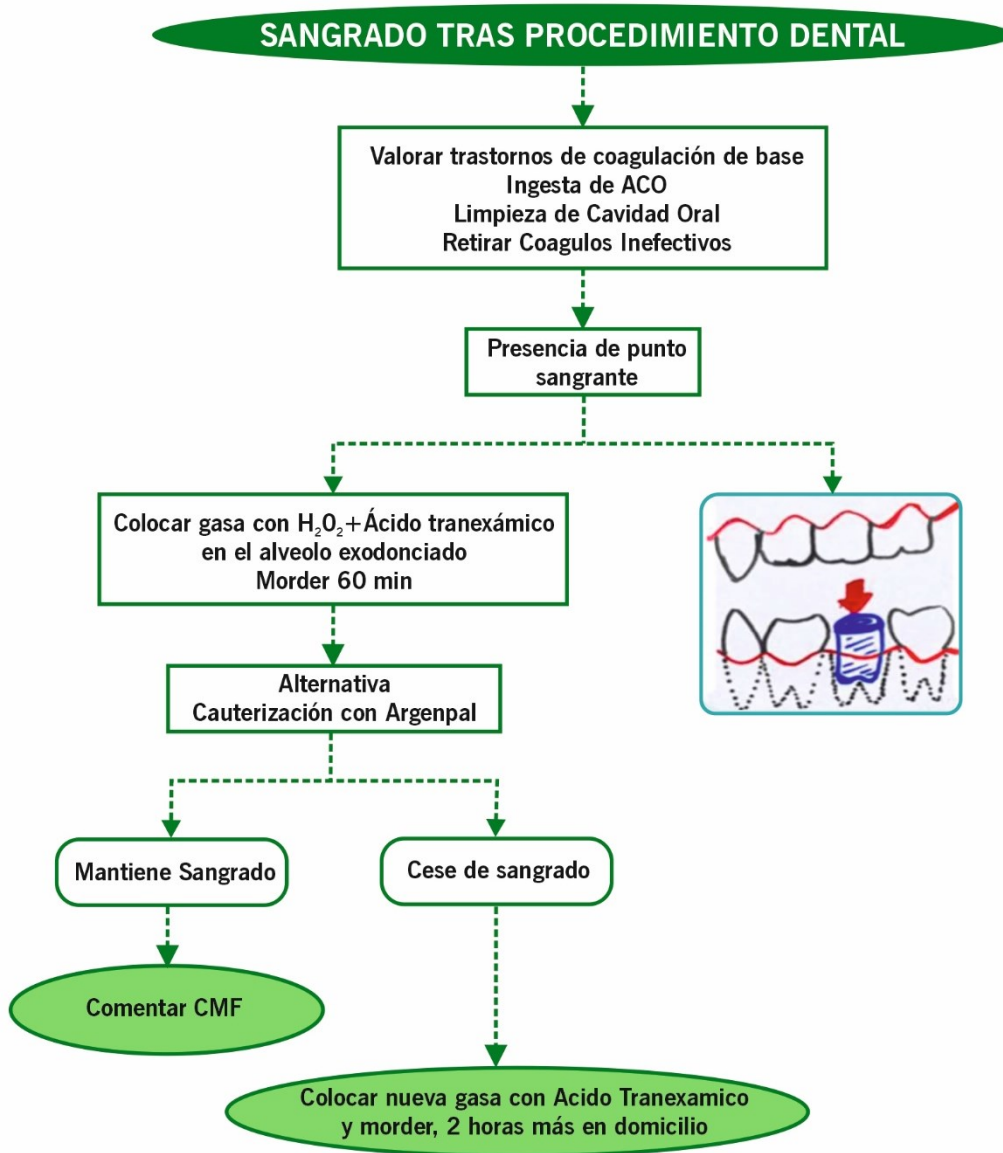 SANGRADO TRAS PROCEDIMIENTO DENTAL
Valorar trastornos de coagulación de base
Ingesta de ACO
Limpieza de Cavidad Oral
Retirar Coagulos Inefectivos
Presencia de punto
sangrante
Colocar gasa con H₂O₂+Ácido tranexámico
en el alveolo exodonciado
Morder 60 min
Alternativa
Cauterización con Argenpal
Mantiene Sangrado
Cese de sangrado
Comentar CMF
Colocar nueva gasa con Acido Tranexamico
y morder, 2 horas más en domicilio